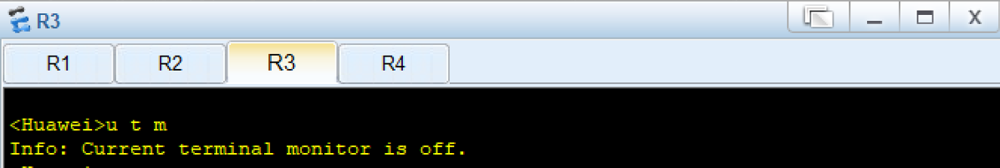 R3
R1 R2 R3 R4
<Huawei>u t m
Info: Current terminal monitor is off.